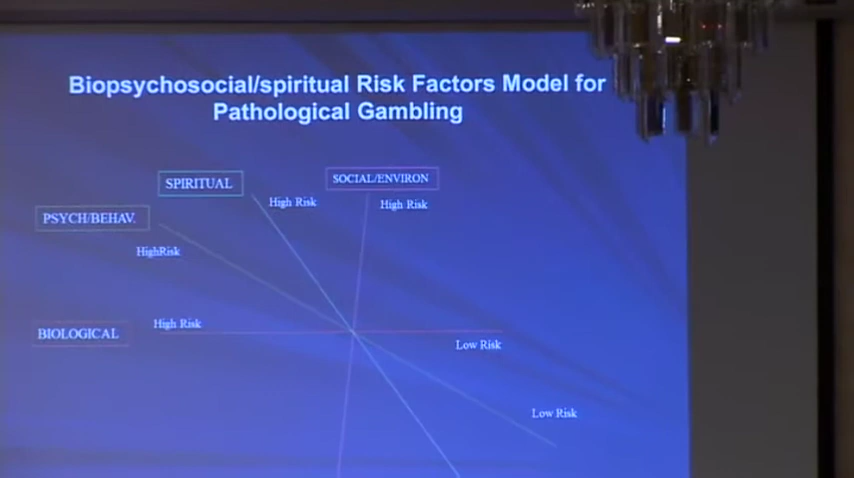 Biopsychosocial/spiritual Risk Factors Model for
Pathological Gambling
SPIRITUAL
SOCIAL/ENVIRON
High Risk
High Risk
PSYCH/BEHAV.
HighRisk
High Risk
BIOLOGICAL
Low Risk
Low Risk